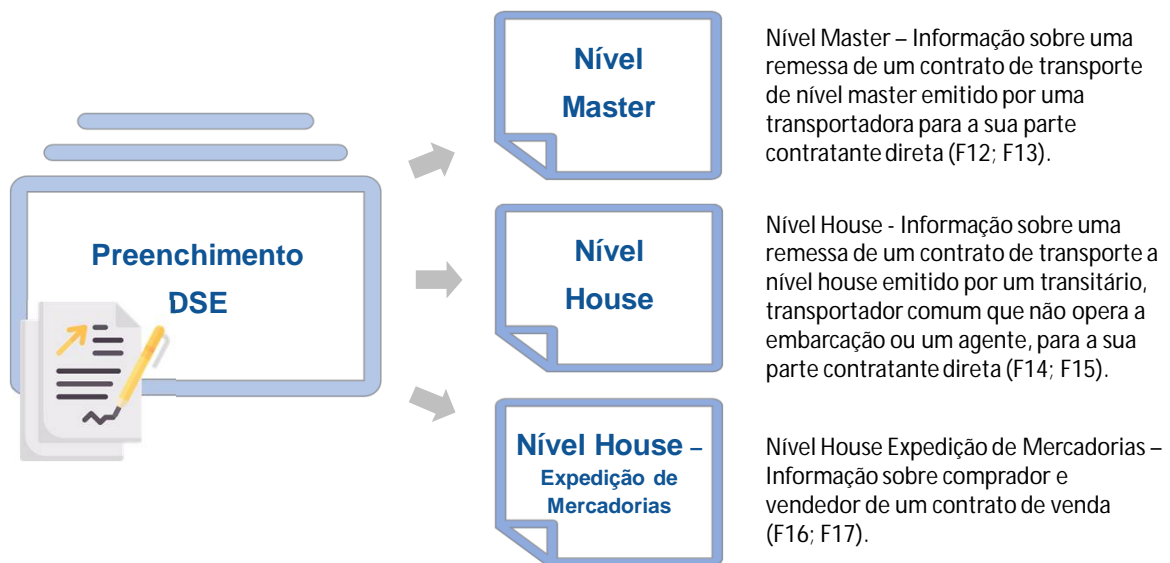 Preenchimento
DSE
Nível
Master
Nível Master – Informação sobre uma
remessa de um contrato de transporte
de nível master emitido por uma
transportadora para a sua parte
contratante direta (F12; F13).
Nível
House
Nível House - Informação sobre uma
remessa de um contrato de transporte a
nível house emitido por um transitário,
transportador comum que não opera a
embarcação ou um agente, para a sua
parte contratante direta (F14; F15).
Nível House –
Expedição de
Mercadorias
Nível House Expedição de Mercadorias –
Informação sobre comprador e
vendedor de um contrato de venda
(F16; F17).